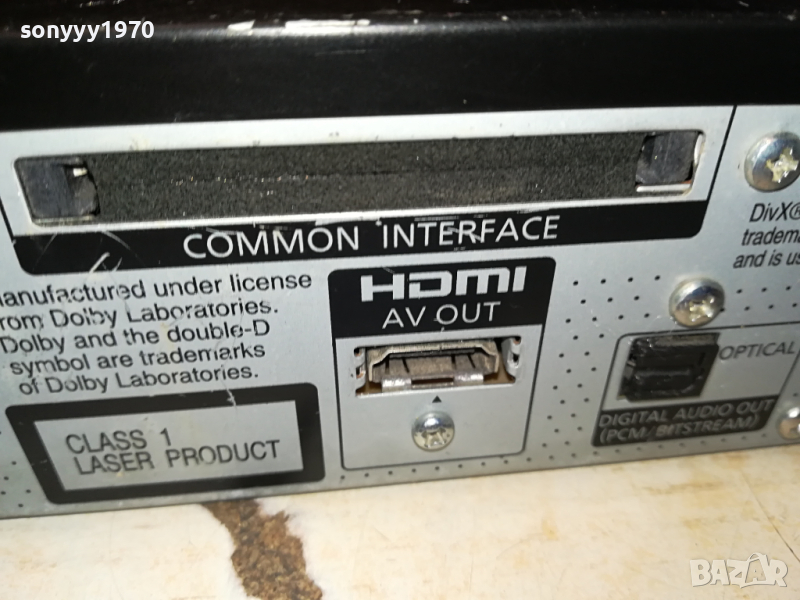 sonyyy1970
COMMON INTERFACE
manufactured under license
from Dolby Laboratories.
Dolby and the double-D
symbol are trademarks
of Dolby Laboratories.
HDMI
AV OUT
CLASS 1
LASER PRODUCT
OPTICAL
DIGITAL AUDIO OUT
(PCM/BITSTREAM)
DivX®
tradema
and is us
BAZAR